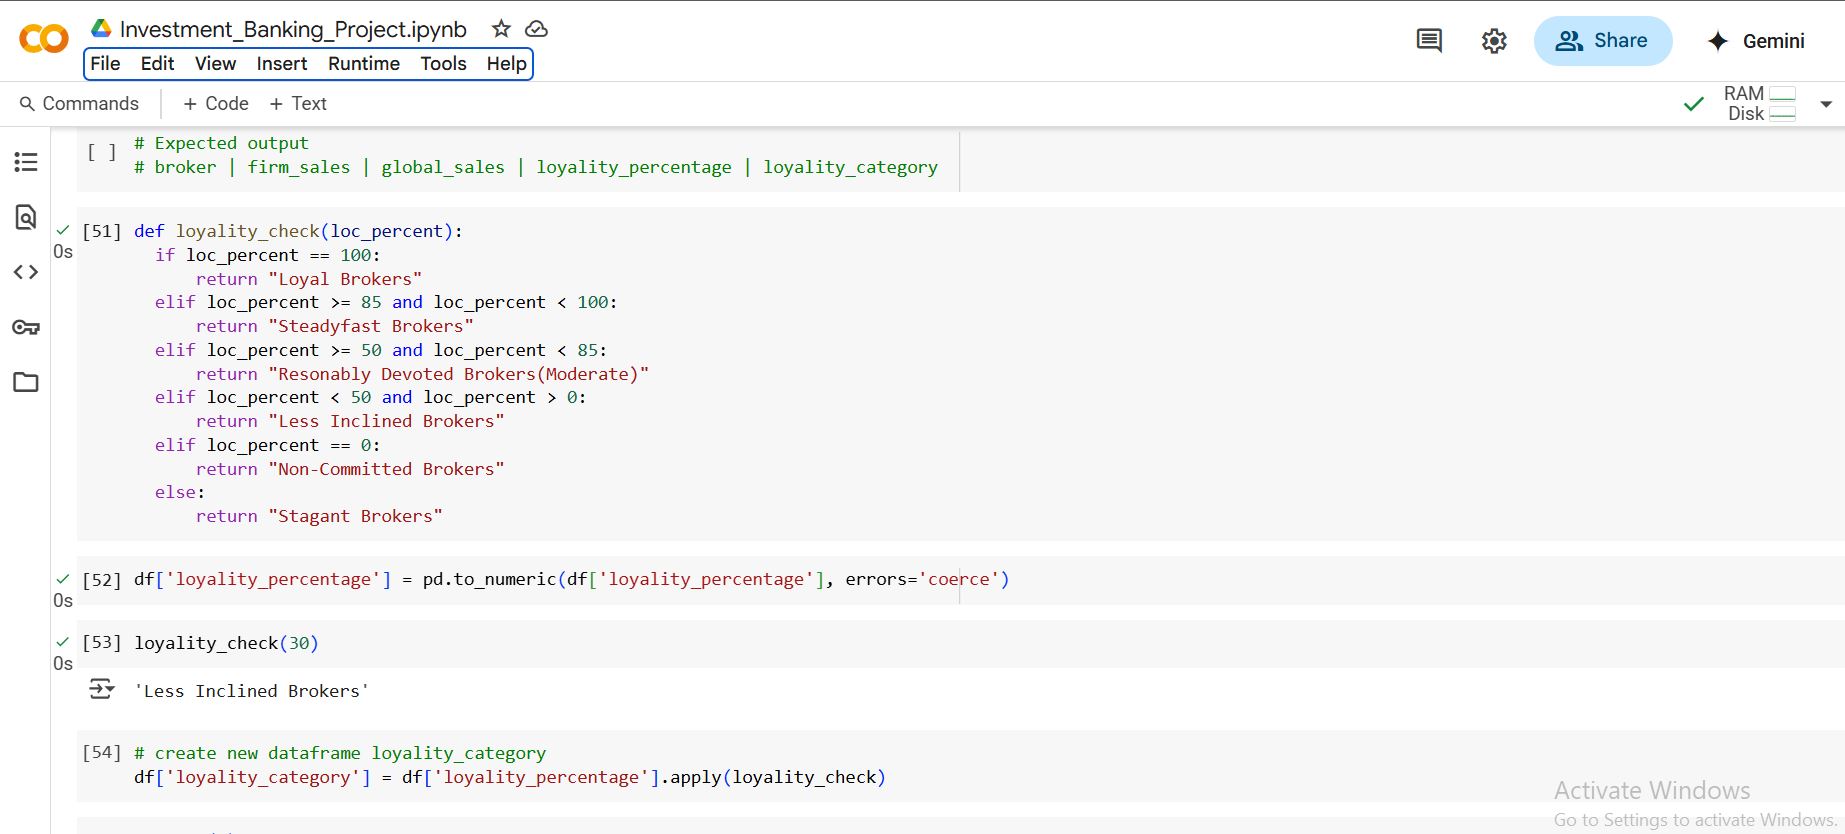 Investment_Banking_Project.ipynb
File Edit View Insert Runtime Tools Help
Share
Gemini
Commands + Code + Text
RAM
Disk
[ ] # Expected output
# broker | firm_sales | global_sales | loyality_percentage | loyality_category
[51] def loyality_check(loc_percent):
0s
if loc_percent == 100:
return "Loyal Brokers"
elif loc_percent >= 85 and loc_percent < 100:
return "Steadyfast Brokers"
elif loc_percent >= 50 and loc_percent < 85:
return "Resonably Devoted Brokers(Moderate)"
elif loc_percent < 50 and loc_percent > 0:
return "Less Inclined Brokers"
elif loc_percent == 0:
return "Non-Committed Brokers"
else:
return "Stagant Brokers"
[52] df['loyality_percentage'] = pd.to_numeric(df['loyality_percentage'], errors='coerce')
0s
[53] loyality_check(30)
0s
'Less Inclined Brokers'
[54] # create new dataframe loyality_category
df['loyality_category'] = df['loyality_percentage'].apply(loyality_check)
Activate Windows
Go to Settings to activate Windows.